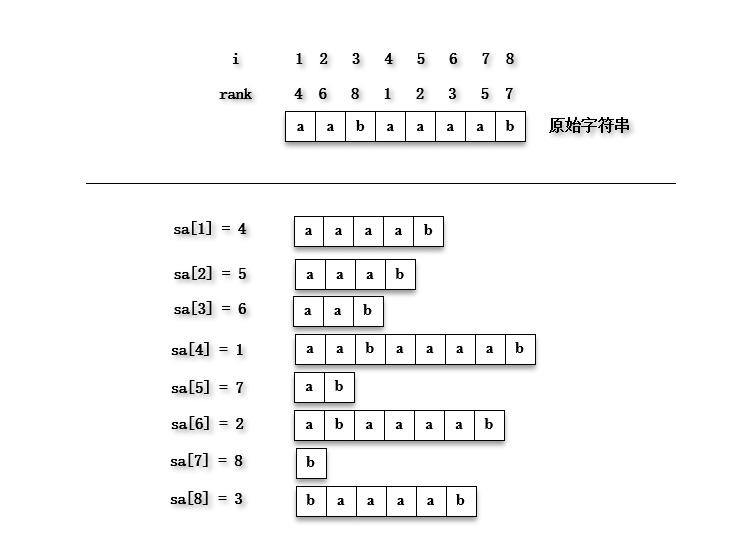 i 1 2 3 4 5 6 7 8
rank 4 6 8 1 2 3 5 7
a a b a a a a b 原始字符串
sa[1] = 4 a a a a b
sa[2] = 5 a a a b
sa[3] = 6 a a b
sa[4] = 1 a a b a a a a b
sa[5] = 7 a b
sa[6] = 2 a b a a a a b
sa[7] = 8 b
sa[8] = 3 b a a a a b